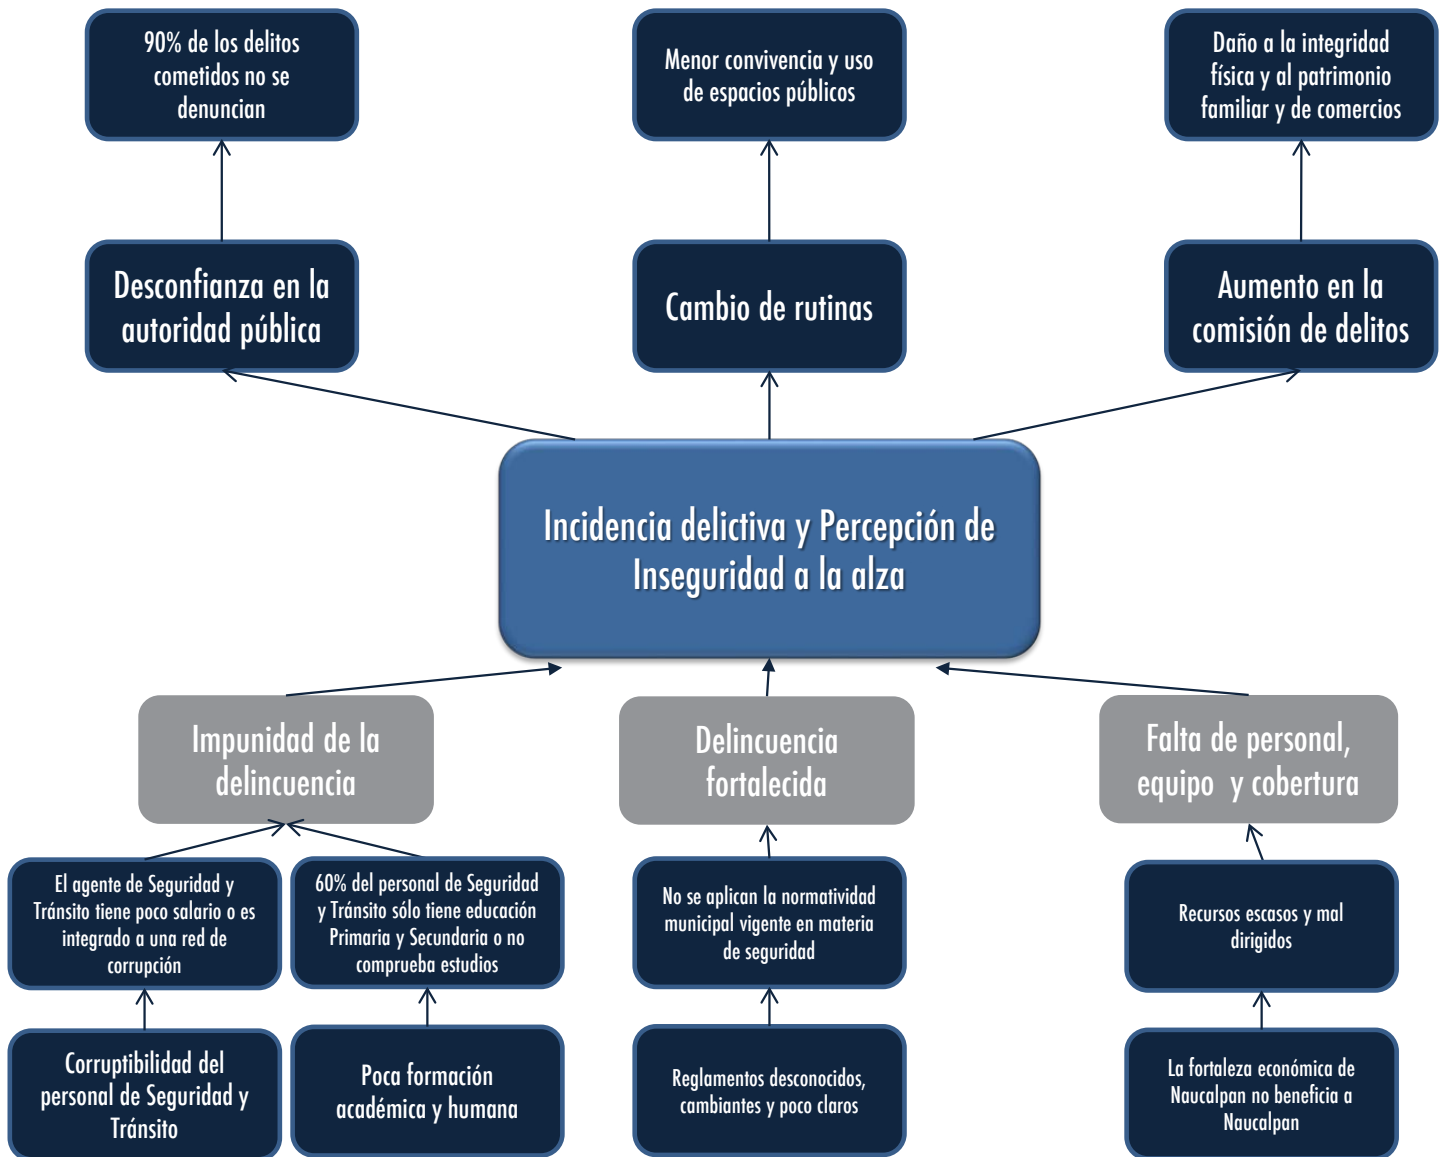 90% de los delitos
cometidos no se
denuncian
Menor convivencia y uso
de espacios públicos
Daño a la integridad
física y al patrimonio
familiar y de comercios
Desconfianza en la
autoridad pública
Cambio de rutinas
Aumento en la
comisión de delitos
Incidencia delictiva y Percepción de
Inseguridad a la alza
Impunidad de la
delincuencia
Delincuencia
fortalecida
Falta de personal,
equipo y cobertura
El agente de Seguridad y
Tránsito tiene poco salario o es
integrado a una red de
corrupción
60% del personal de Seguridad
y Tránsito sólo tiene educación
Primaria y Secundaria o no
comprueba estudios
No se aplican la normatividad
municipal vigente en materia
de seguridad
Recursos escasos y mal
dirigidos
Corruptibilidad del
personal de Seguridad y
Tránsito
Poca formación
académica y humana
Reglamentos desconocidos,
cambiantes y poco claros
La fortaleza económica de
Naucalpan no beneficia a
Naucalpan